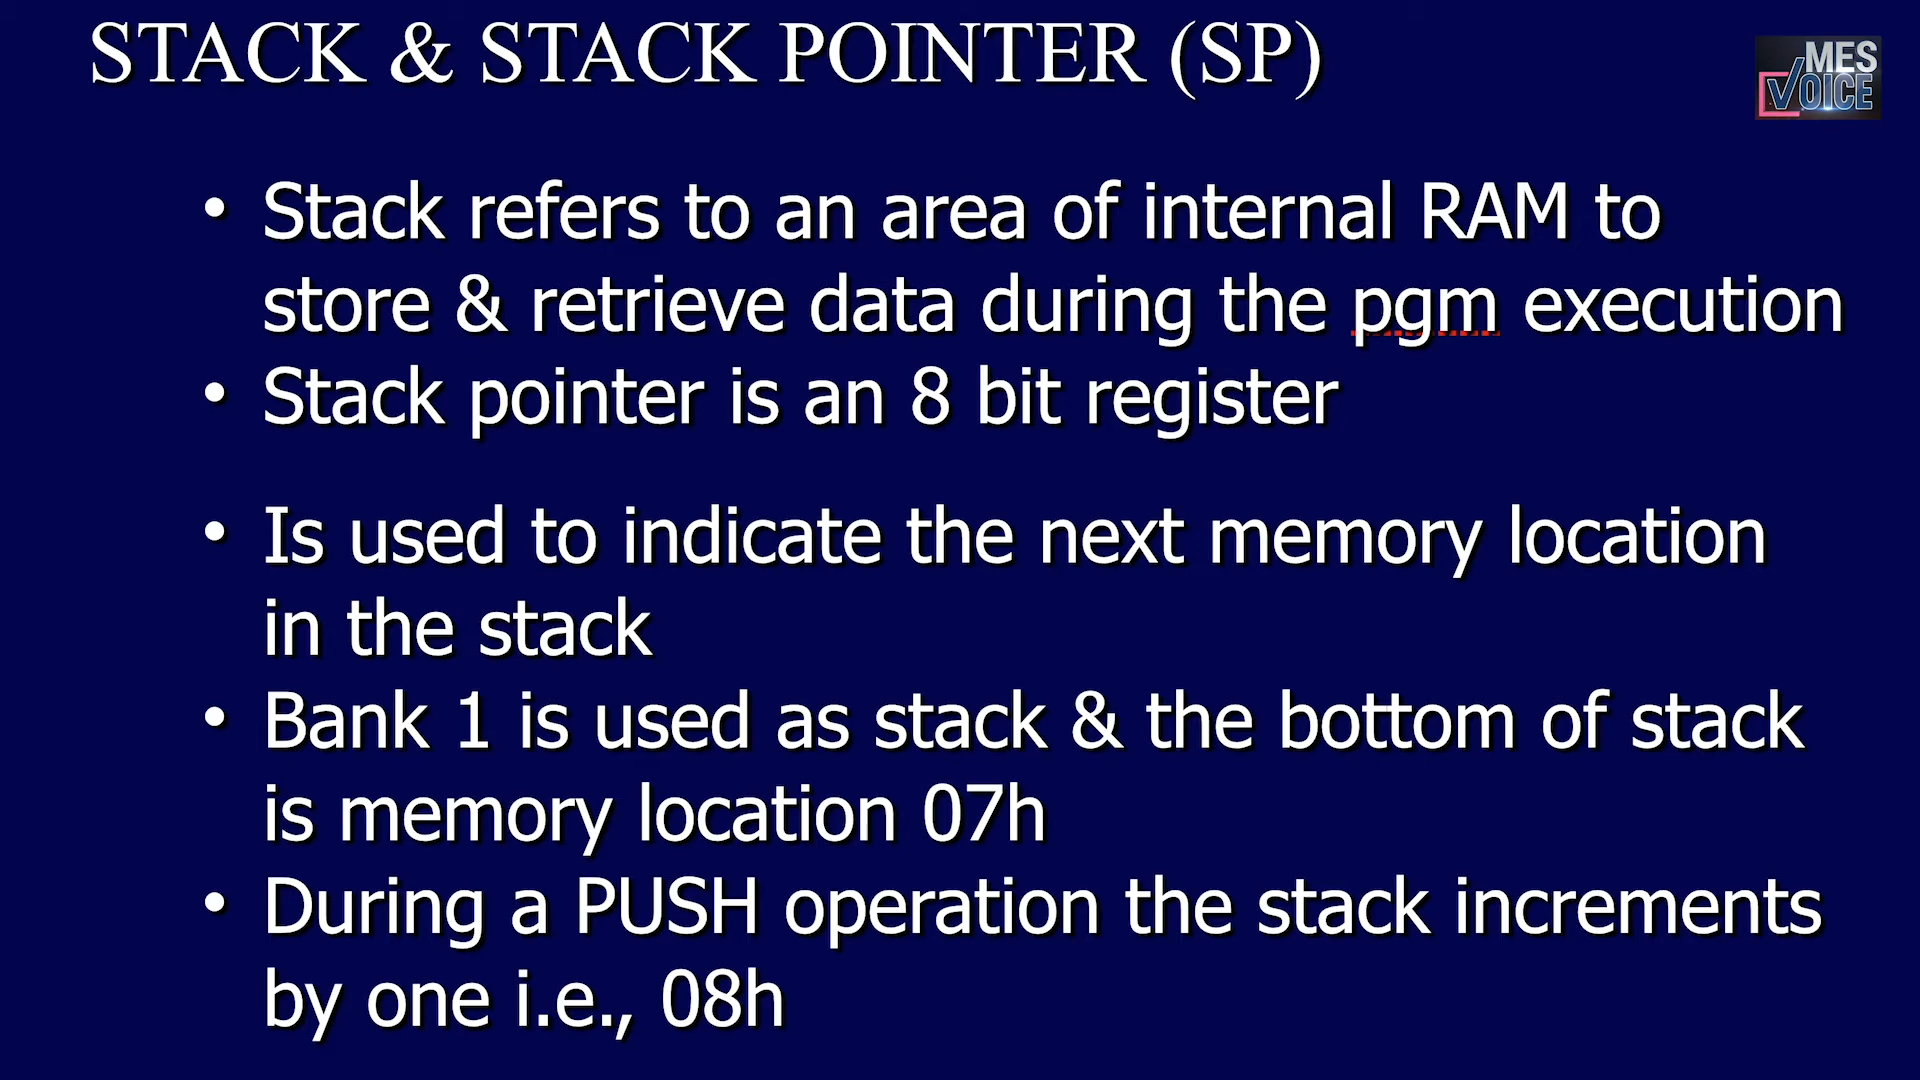 STACK & STACK POINTER (SP)
MES
VOICE
• Stack refers to an area of internal RAM to
store & retrieve data during the pgm execution
• Stack pointer is an 8 bit register
• Is used to indicate the next memory location
in the stack
• Bank 1 is used as stack & the bottom of stack
is memory location 07h
• During a PUSH operation the stack increments
by one i.e., 08h